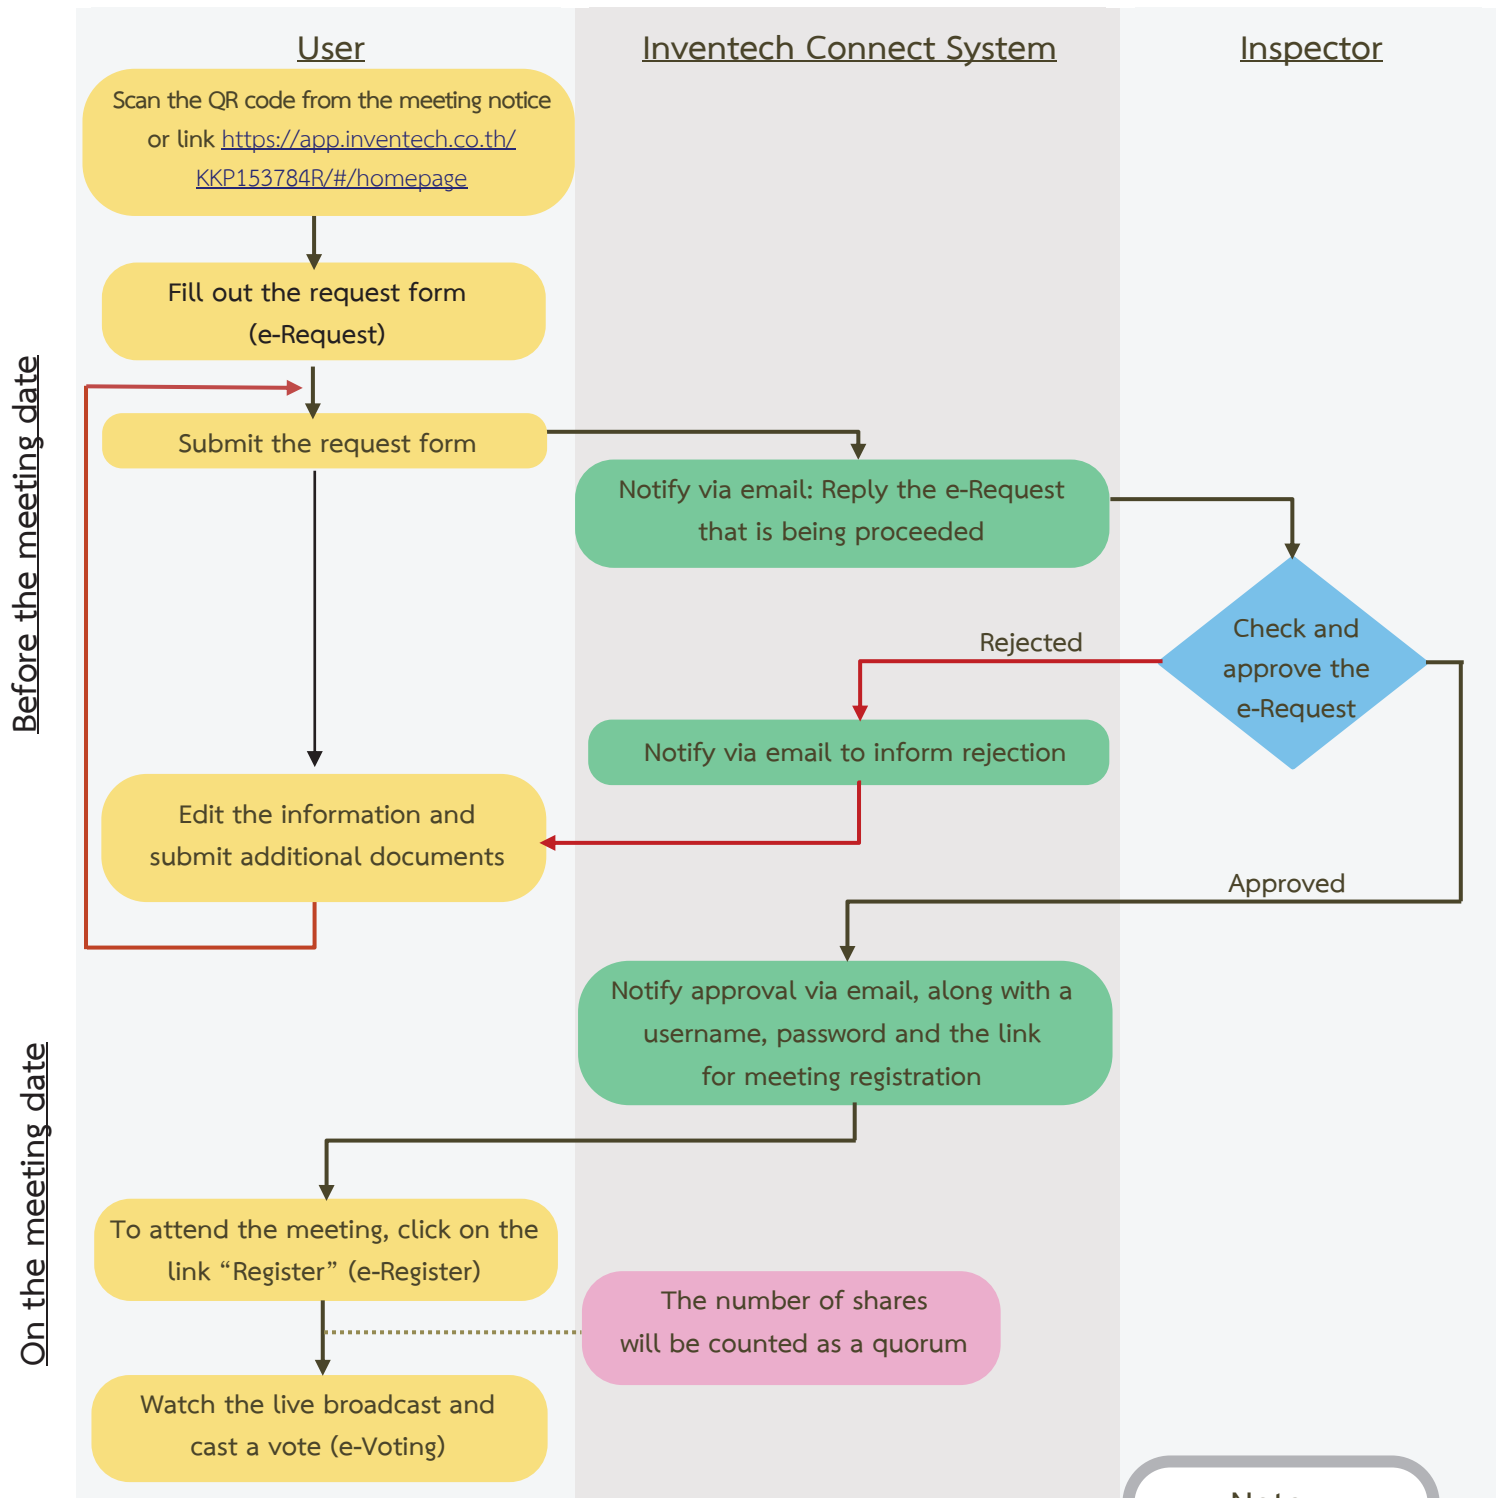 User
Inventech Connect System
Inspector
Scan the QR code from the meeting notice
or link https://app.inventech.co.th/
KKP153784R/#/homepage
Fill out the request form
(e-Request)
Before the meeting date
Submit the request form
Notify via email: Reply the e-Request
that is being proceeded
Check and
approve the
e-Request
Rejected
Notify via email to inform rejection
Edit the information and
submit additional documents
Approved
Notify approval via email, along with a
username, password and the link
for meeting registration
On the meeting date
To attend the meeting, click on the
link “Register” (e-Register)
The number of shares
will be counted as a quorum
Watch the live broadcast and
cast a vote (e-Voting)
Note